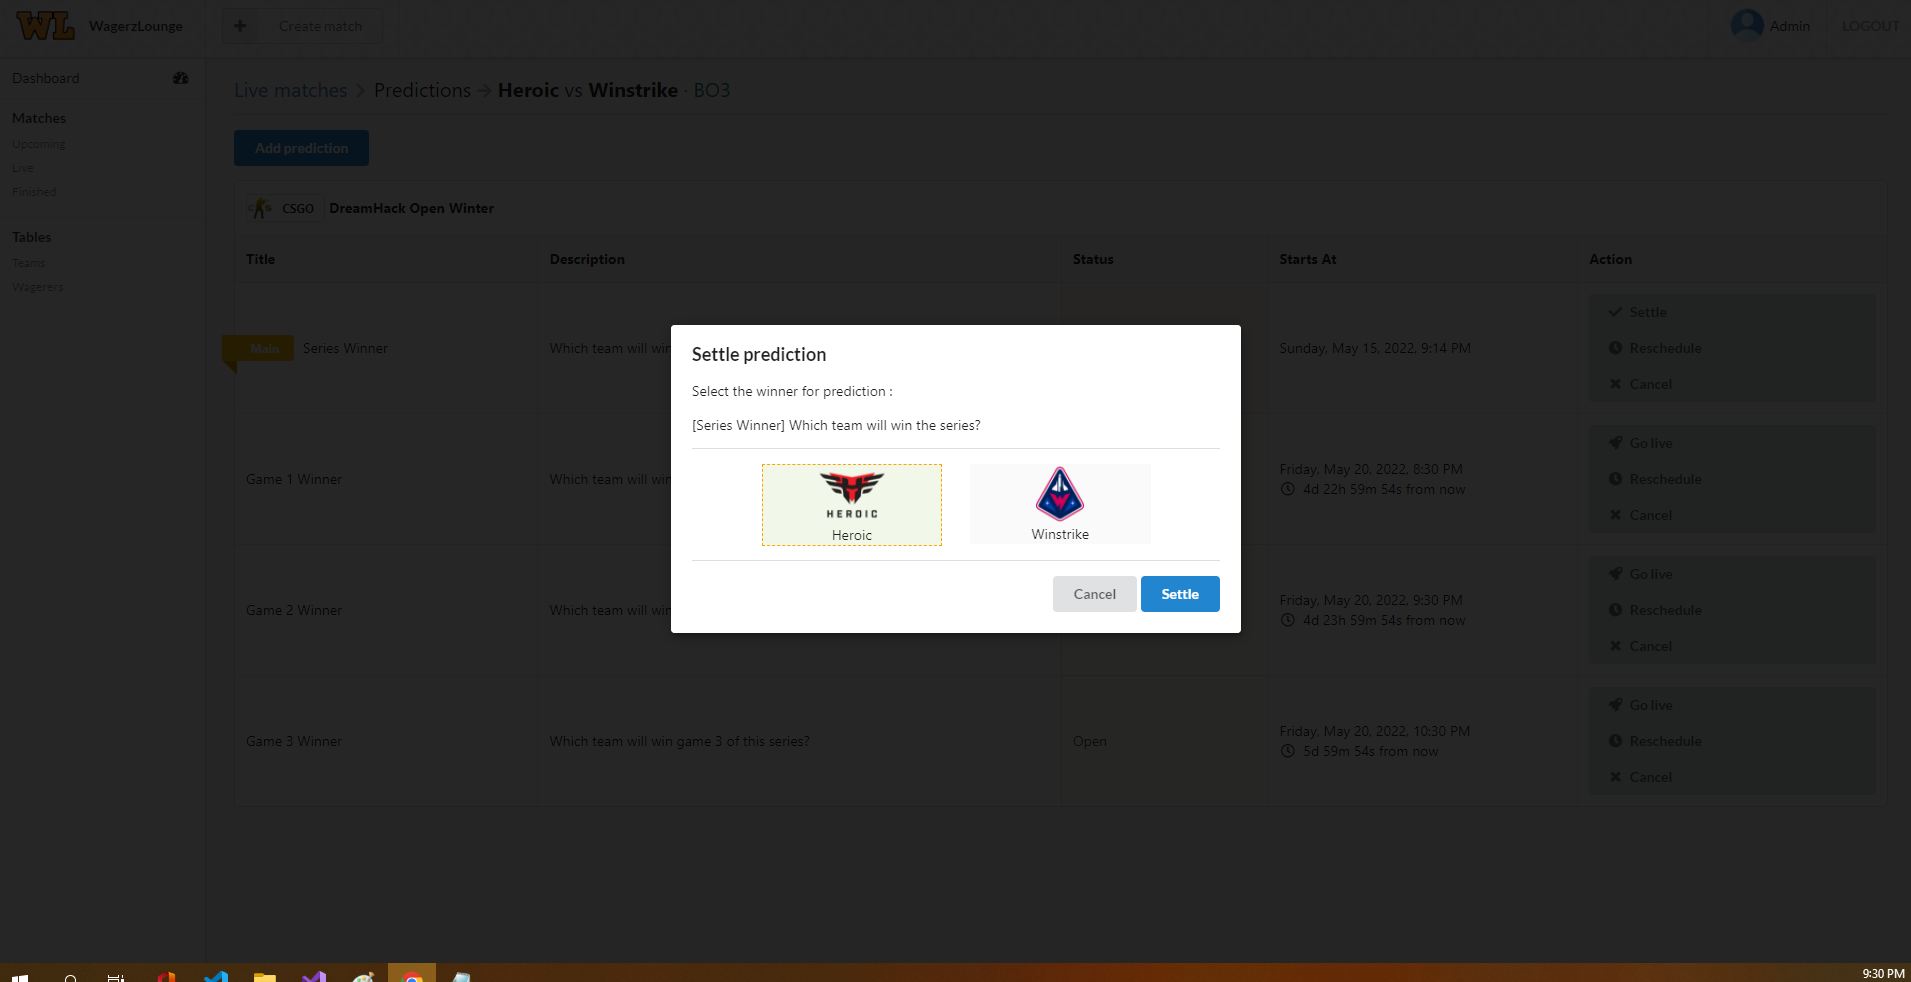 WL WagerzLounge
Create match
Admin
LOGOUT
Dashboard
Matches
Upcoming
Live
Finished
Tables
Teams
Wagerers
Live matches Predictions Heroic vs Winstrike · BO3
Add prediction
CSGO DreamHack Open Winter
Title Description Status Starts At Action
Main Series Winner
Which team will win
Sunday, May 15, 2022, 9:14 PM
Settle
Reschedule
Cancel
Game 1 Winner
Which team will win
Friday, May 20, 2022, 8:30 PM
4d 22h 59m 54s from now
Go live
Reschedule
Cancel
Game 2 Winner
Which team will win
Friday, May 20, 2022, 9:30 PM
4d 23h 59m 54s from now
Go live
Reschedule
Cancel
Game 3 Winner
Which team will win game 3 of this series?
Open
Friday, May 20, 2022, 10:30 PM
5d 59m 54s from now
Go live
Reschedule
Cancel
Settle prediction
Select the winner for prediction :
[Series Winner] Which team will win the series?
HEROIC
Heroic
Winstrike
Cancel
Settle
9:30 PM